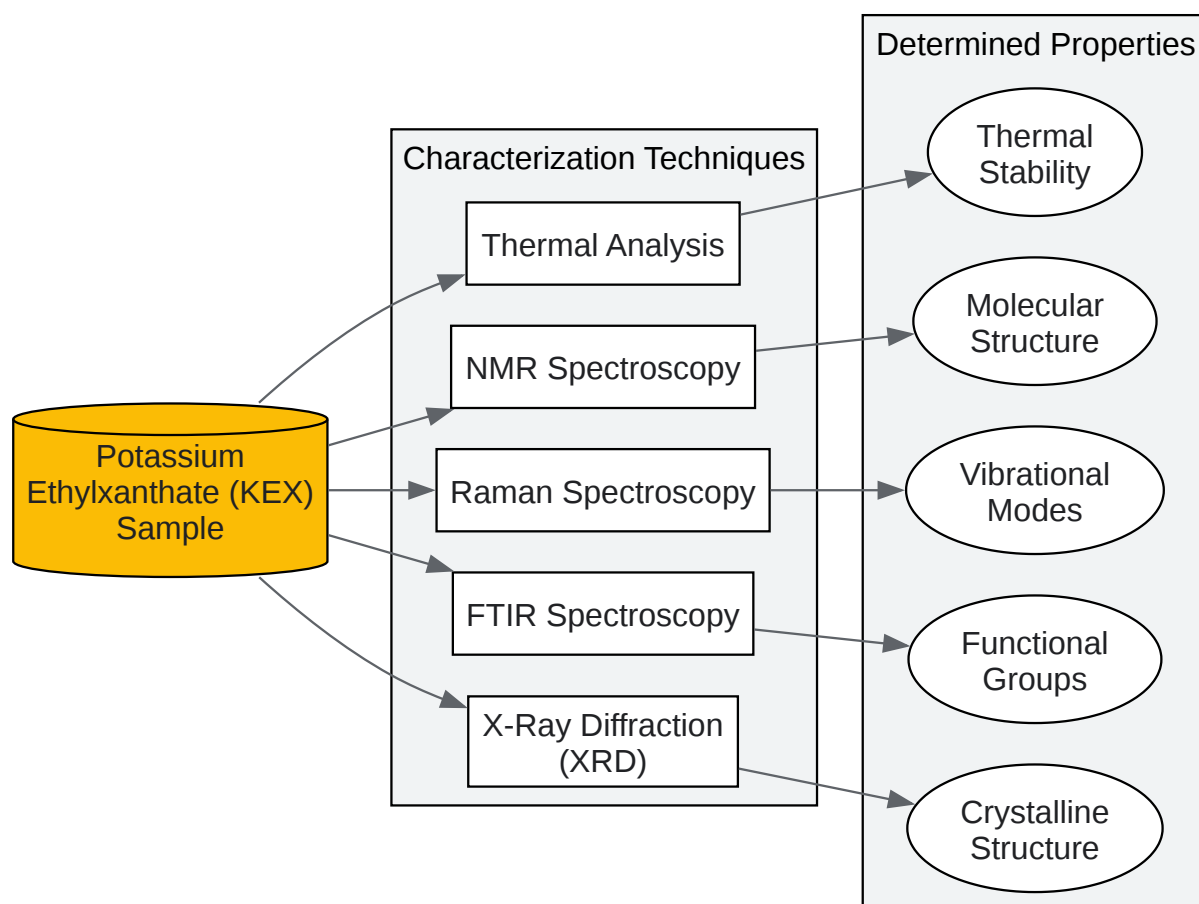 Potassium
Ethylxanthate (KEX)
Sample
Characterization Techniques
Thermal Analysis
NMR Spectroscopy
Raman Spectroscopy
FTIR Spectroscopy
X-Ray Diffraction
(XRD)
Determined Properties
Thermal
Stability
Molecular
Structure
Vibrational
Modes
Functional
Groups
Crystalline
Structure